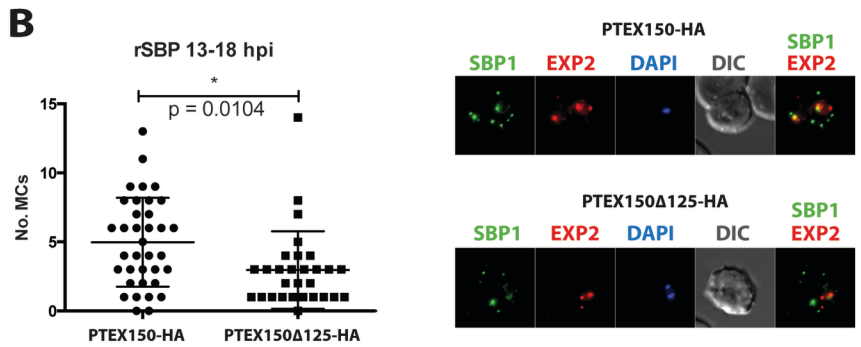 B
rSBP 13-18 hpi
*
p = 0.0104
15
10
5
0
No. MCs
PTEX150-HA
PTEX150Δ125-HA
PTEX150-HA
SBP1 EXP2 DAPI DIC SBP1 EXP2
PTEX150Δ125-HA
SBP1 EXP2 DAPI DIC SBP1 EXP2